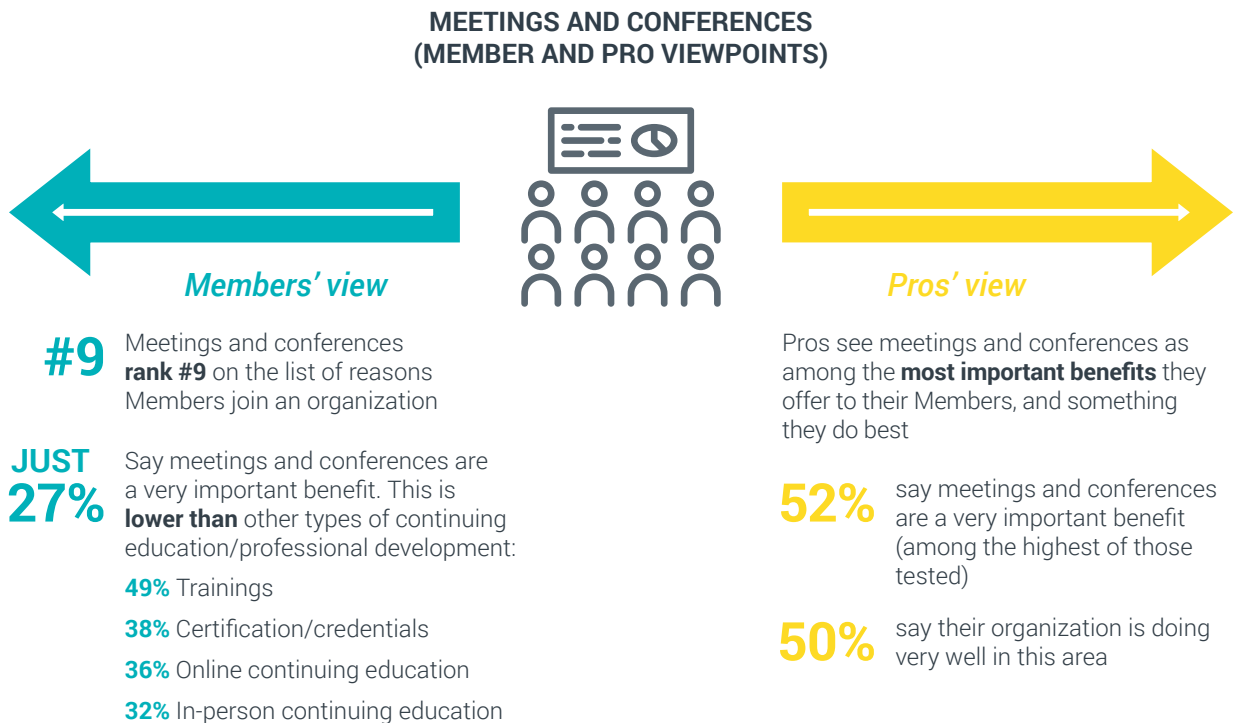 MEETINGS AND CONFERENCES
(MEMBER AND PRO VIEWPOINTS)
Members’ view
#9
Meetings and conferences
rank #9 on the list of reasons
Members join an organization
JUST
27%
Say meetings and conferences are
a very important benefit. This is
lower than other types of continuing
education/professional development:
49% Trainings
38% Certification/credentials
36% Online continuing education
32% In-person continuing education
Pros’ view
Pros see meetings and conferences as
among the most important benefits they
offer to their Members, and something
they do best
52%
say meetings and conferences
are a very important benefit
(among the highest of those
tested)
50%
say their organization is doing
very well in this area